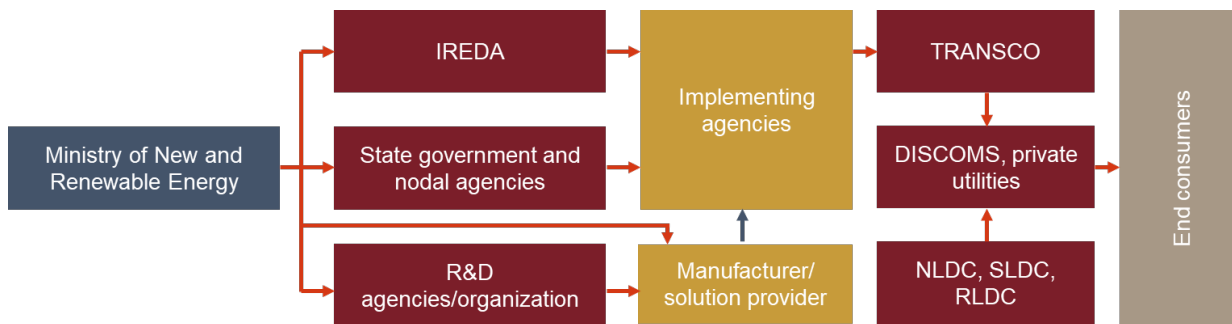 Ministry of New and
Renewable Energy
IREDA
State government and
nodal agencies
R&D
agencies/organization
Implementing
agencies
Manufacturer/
solution provider
TRANSCO
DISCOMS, private
utilities
NLDC, SLDC,
RLDC
End consumers